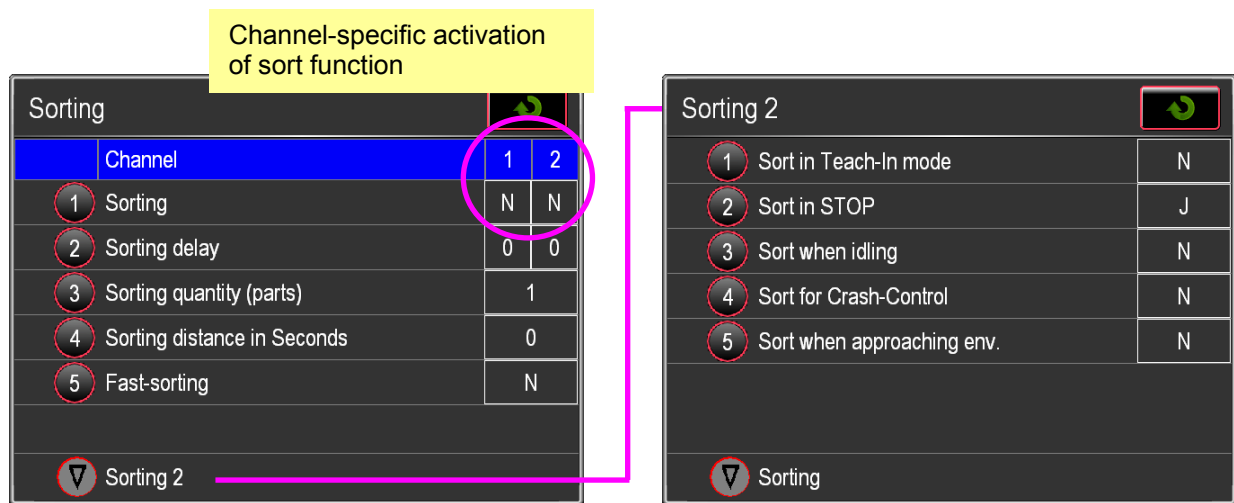 Channel-specific activation
of sort function
Sorting
Channel 1 2
1 Sorting N N
2 Sorting delay 0 0
3 Sorting quantity (parts) 1
4 Sorting distance in Seconds 0
5 Fast-sorting N
Sorting 2
Sorting 2
1 Sort in Teach-In mode N
2 Sort in STOP J
3 Sort when idling N
4 Sort for Crash-Control N
5 Sort when approaching env. N
Sorting